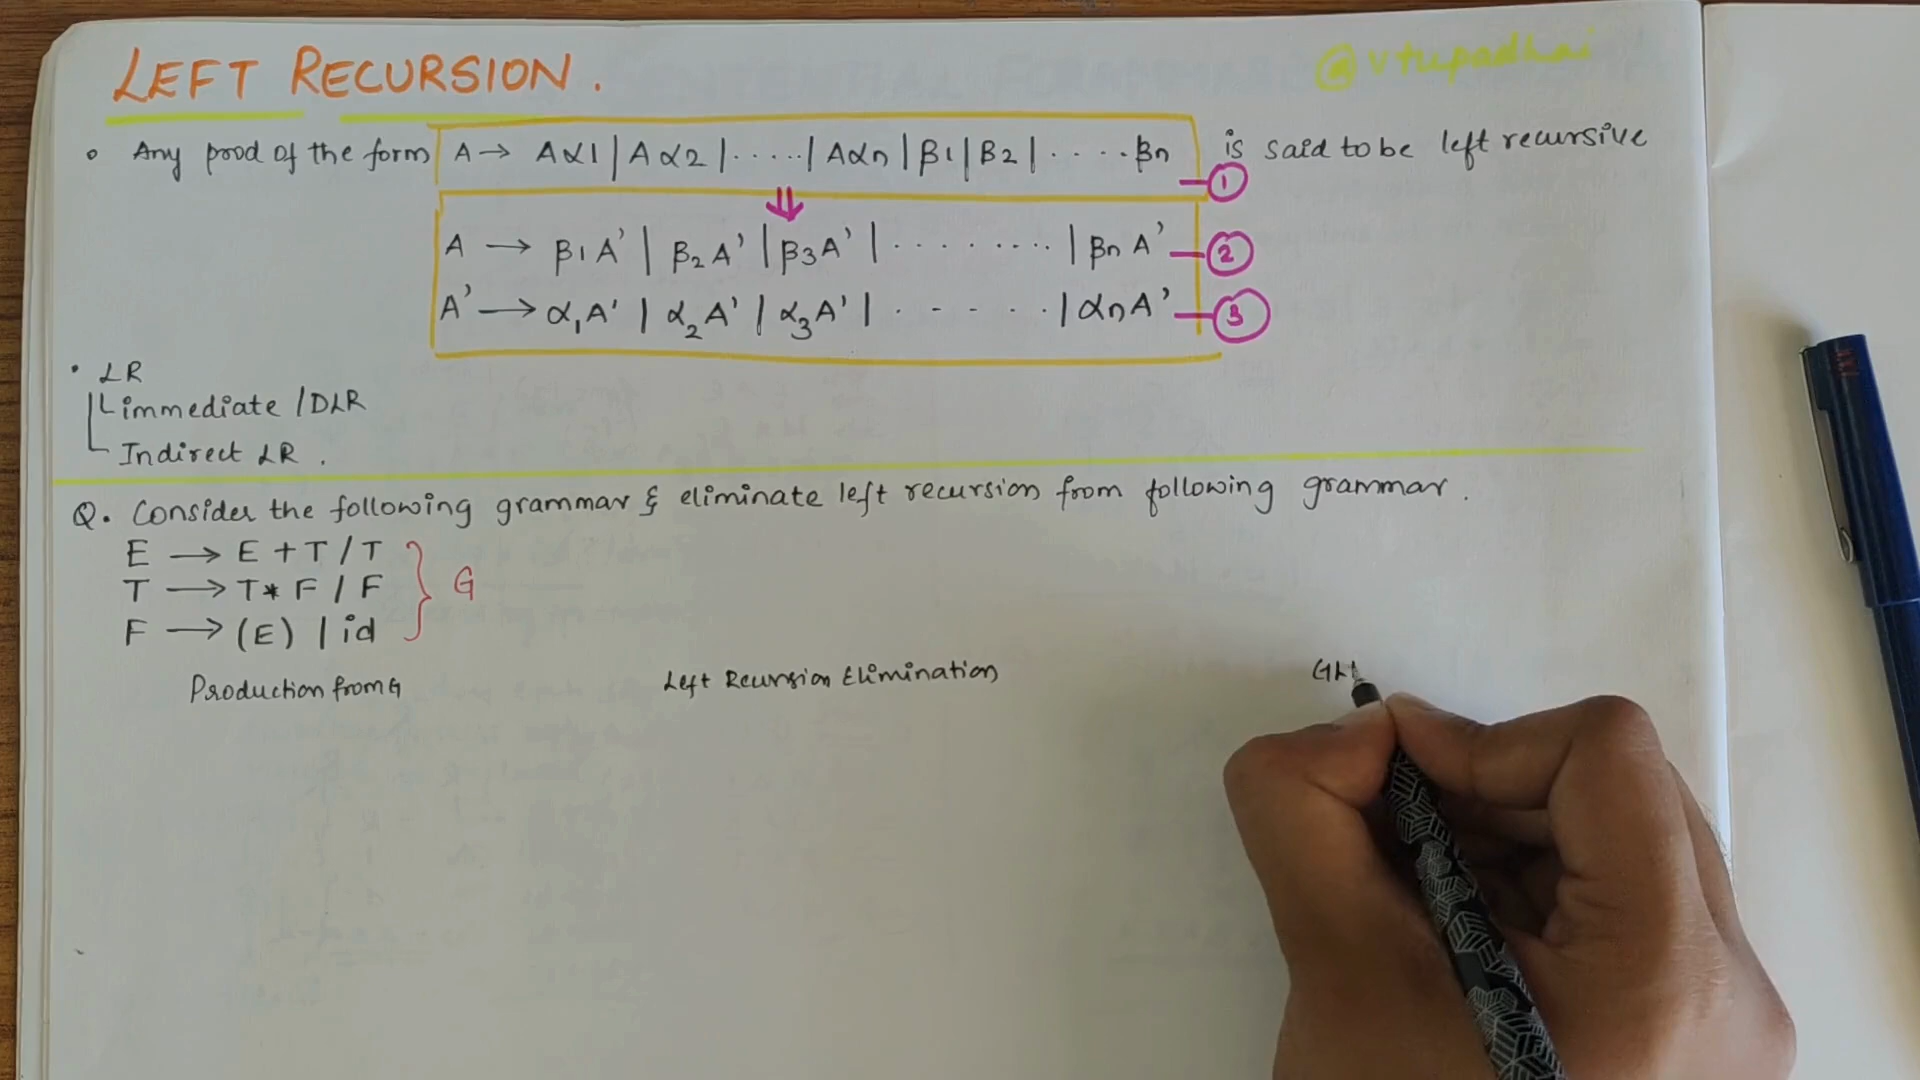 LEFT RECURSION.
@vtupadhai
Any prod of the form A → Aα1 | Aα2 | ..... | Aαn | β1 | β2 | .... βn is said to be left recursive
1
⇓
A → β1A' | β2A' | β3A' | ........ | βnA' 2
A' → α1A' | α2A' | α3A' | . - - . . | αnA' 3
• LR
immediate /DLR
Indirect LR .
Q. Consider the following grammar & eliminate left recursion from following grammar.
E → E + T / T
T → T * F / F
F → (E) | id
G
Production from G
Left Recursion Elimination